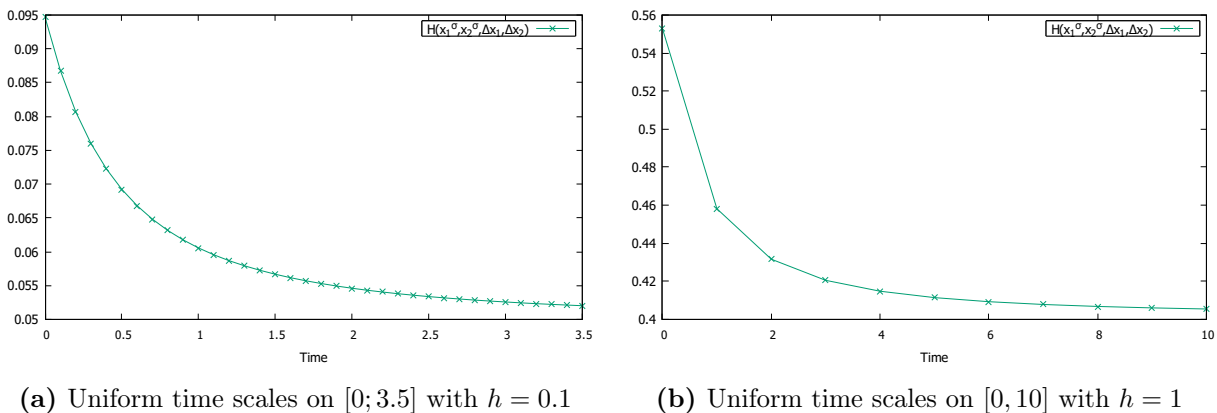 0.095
0.09
0.085
0.08
0.075
0.07
0.065
0.06
0.055
0.05
0 0.5 1 1.5 2 2.5 3 3.5
Time
H(x₁^σ,x₂^σ,Δx₁,Δx₂)
0.56
0.54
0.52
0.5
0.48
0.46
0.44
0.42
0.4
0 2 4 6 8 10
Time
H(x₁^σ,x₂^σ,Δx₁,Δx₂)
(a) Uniform time scales on [0; 3.5] with h = 0.1
(b) Uniform time scales on [0, 10] with h = 1